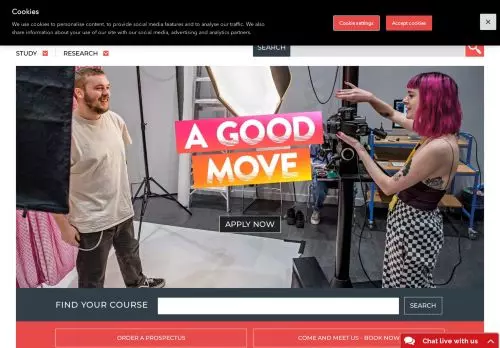 Cookies
We use cookies to personalise content, to provide social media features and to analyse our traffic. We also
share information about your use of our site with our social media, advertising and analytics partners.
Cookie settings
Accept cookies
×
STUDY
RESEARCH
SEARCH
A GOOD
MOVE
APPLY NOW
FIND YOUR COURSE
SEARCH
ORDER A PROSPECTUS
COME AND MEET US - BOOK NOW
Chat live with us